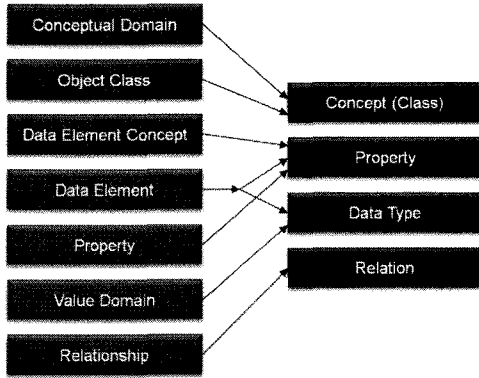 Conceptual Domain
Object Class
Data Element Concept
Data Element
Property
Value Domain
Relationship
Concept (Class)
Property
Data Type
Relation